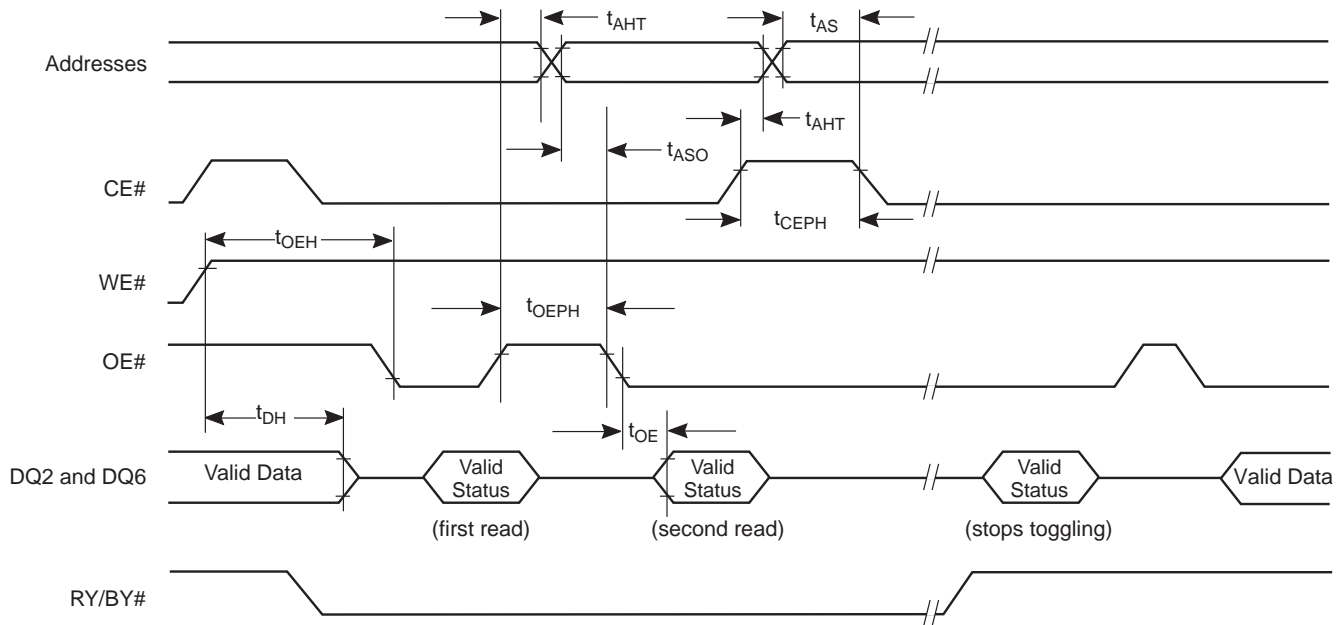 tAHT
tAS
Addresses
tAHT
tASO
CE#
tCEPH
tOEH
WE#
tOEPH
OE#
tDH
tOE
DQ2 and DQ6
Valid Data
Valid
Status
Valid
Status
Valid
Status
Valid Data
(first read)
(second read)
(stops toggling)
RY/BY#